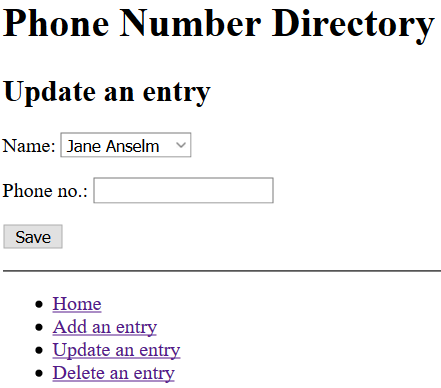 Phone Number Directory
Update an entry
Name: Jane Anselm
Phone no.:
Save
Home
Add an entry
Update an entry
Delete an entry